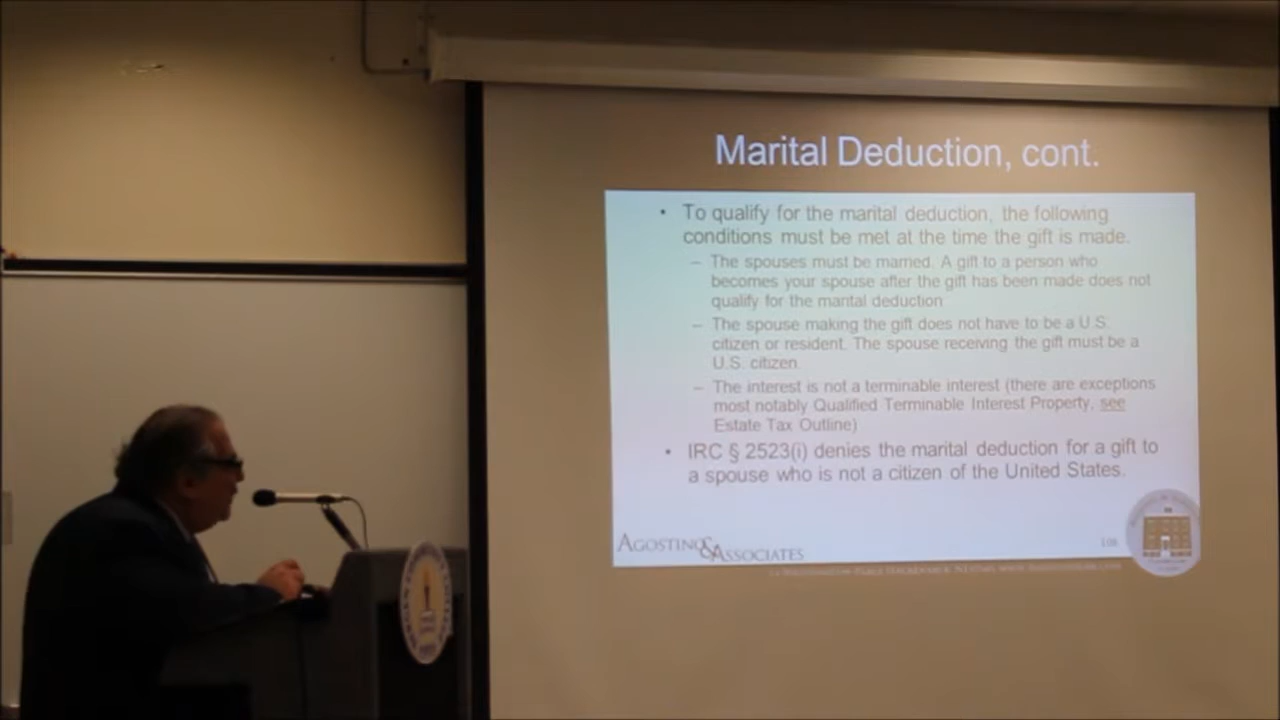 Marital Deduction, cont.
• To qualify for the marital deduction, the following
conditions must be met at the time the gift is made.
– The spouses must be married. A gift to a person who
becomes your spouse after the gift has been made does not
qualify for the marital deduction
– The spouse making the gift does not have to be a U.S.
citizen or resident. The spouse receiving the gift must be a
U.S. citizen.
– The interest is not a terminable interest (there are exceptions
most notably Qualified Terminable Interest Property, see
Estate Tax Outline)
• IRC § 2523(i) denies the marital deduction for a gift to
a spouse who is not a citizen of the United States.
AGOSTINO & ASSOCIATES